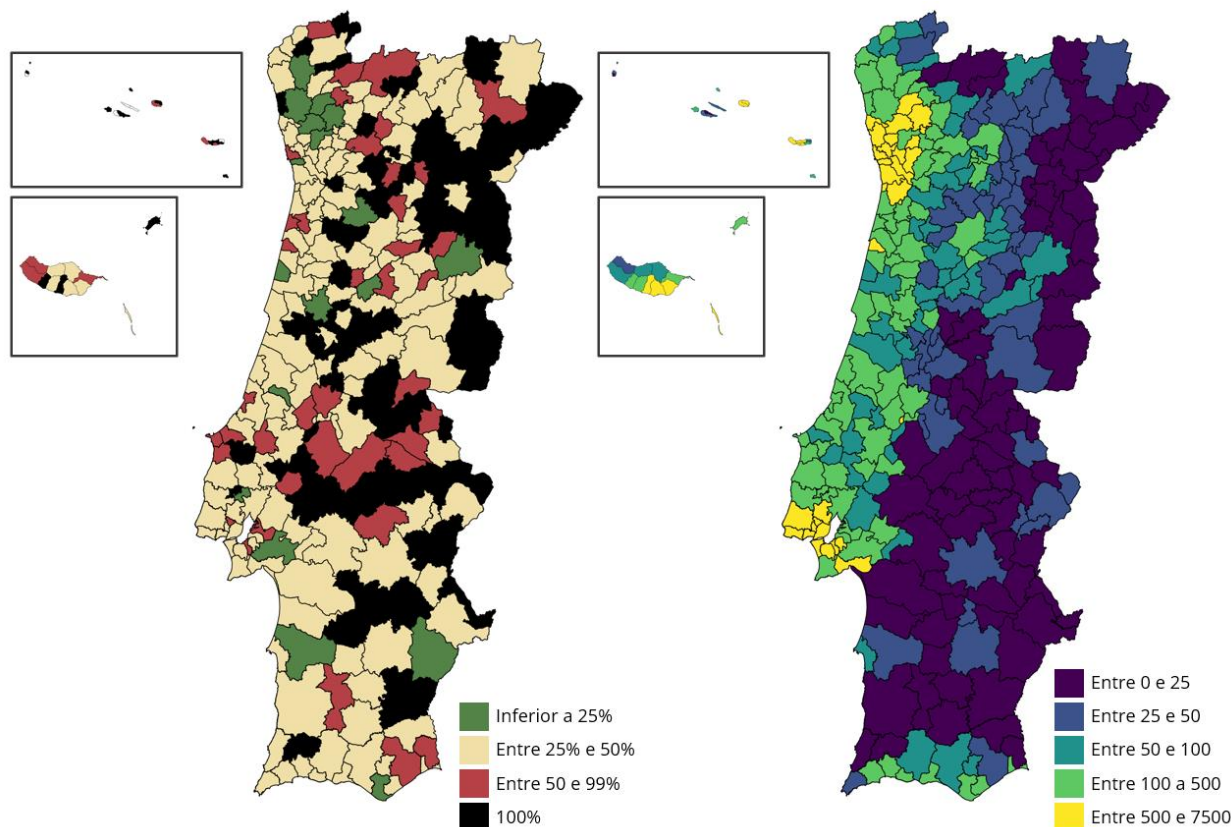 Inferior a 25%
Entre 25% e 50%
Entre 50 e 99%
100%
Entre 0 e 25
Entre 25 e 50
Entre 50 e 100
Entre 100 a 500
Entre 500 e 7500